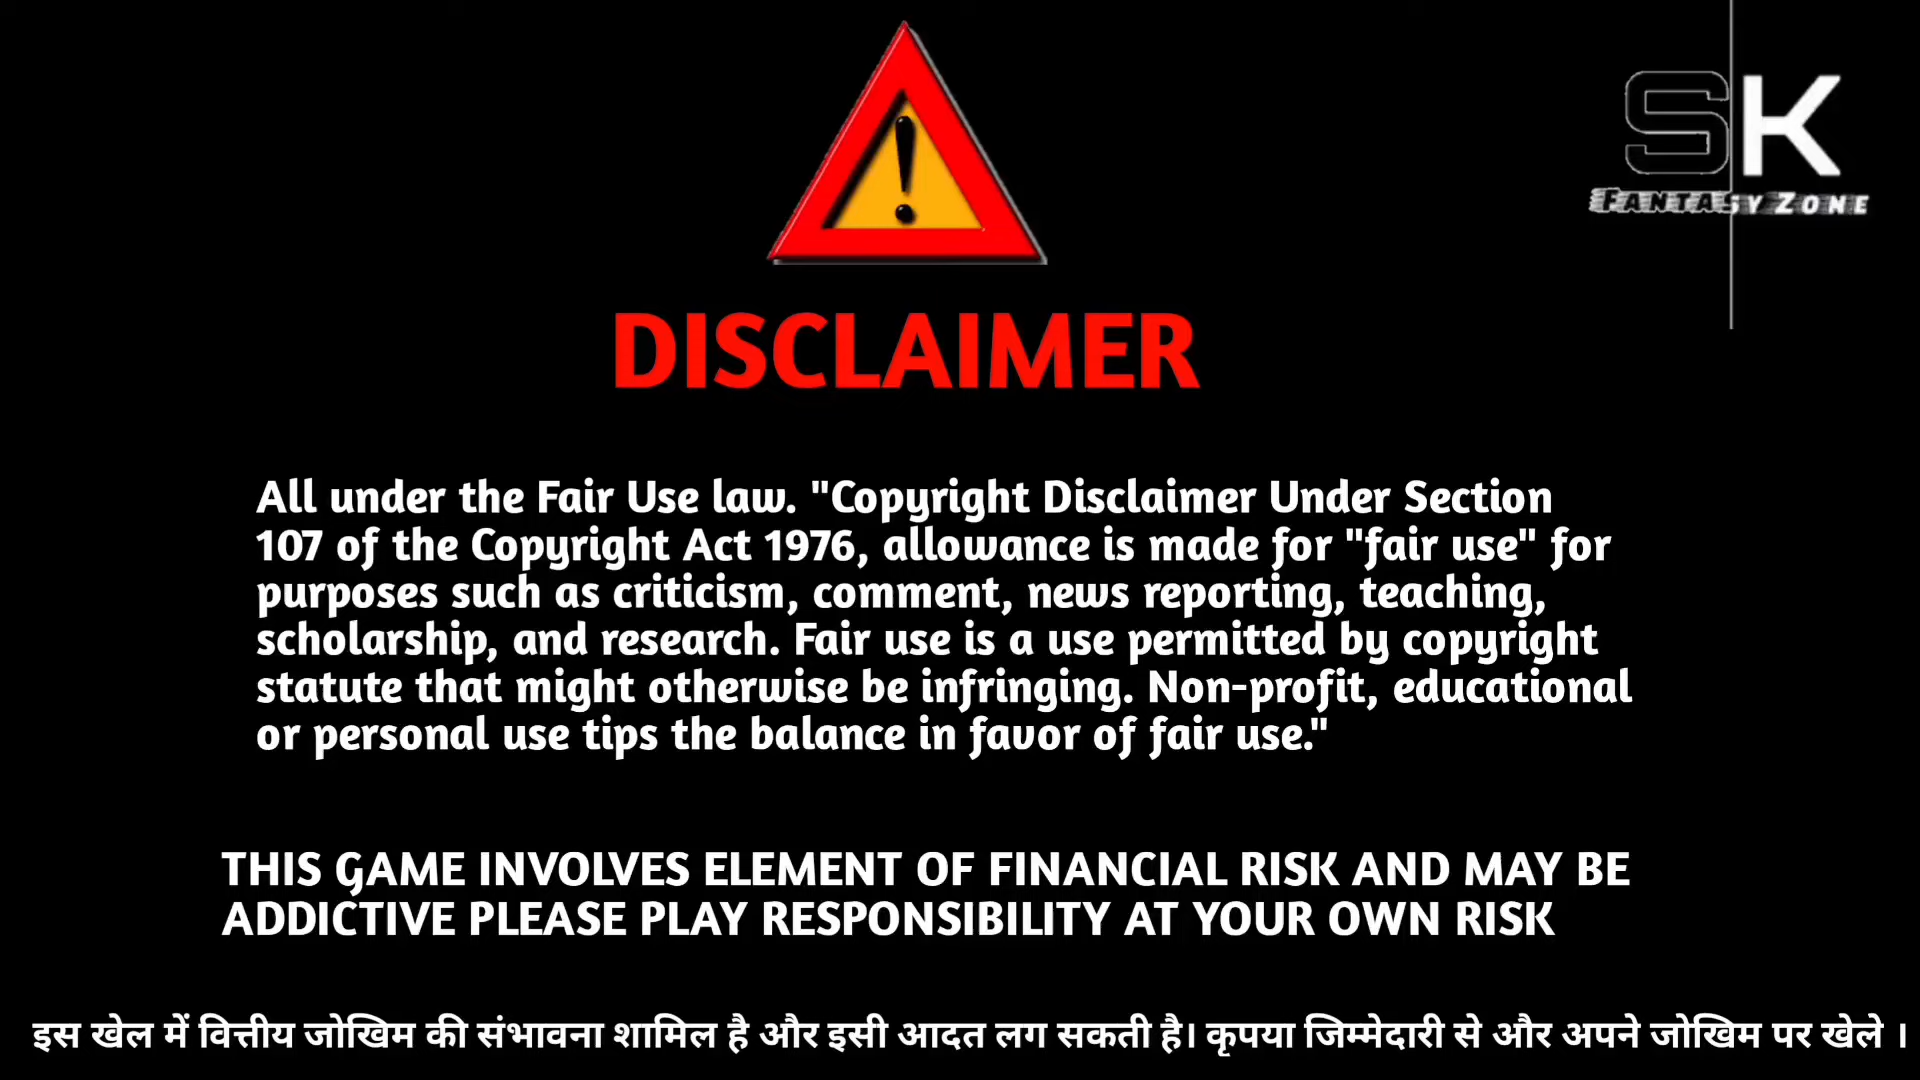 SK
FANTASY ZONE
DISCLAIMER
All under the Fair Use law. "Copyright Disclaimer Under Section
107 of the Copyright Act 1976, allowance is made for "fair use" for
purposes such as criticism, comment, news reporting, teaching,
scholarship, and research. Fair use is a use permitted by copyright
statute that might otherwise be infringing. Non-profit, educational
or personal use tips the balance in favor of fair use."
THIS GAME INVOLVES ELEMENT OF FINANCIAL RISK AND MAY BE
ADDICTIVE PLEASE PLAY RESPONSIBILITY AT YOUR OWN RISK
इस खेल में वित्तीय जोखिम की संभावना शामिल है और इसी आदत लग सकती है। कृपया जिम्मेदारी से और अपने जोखिम पर खेले ।